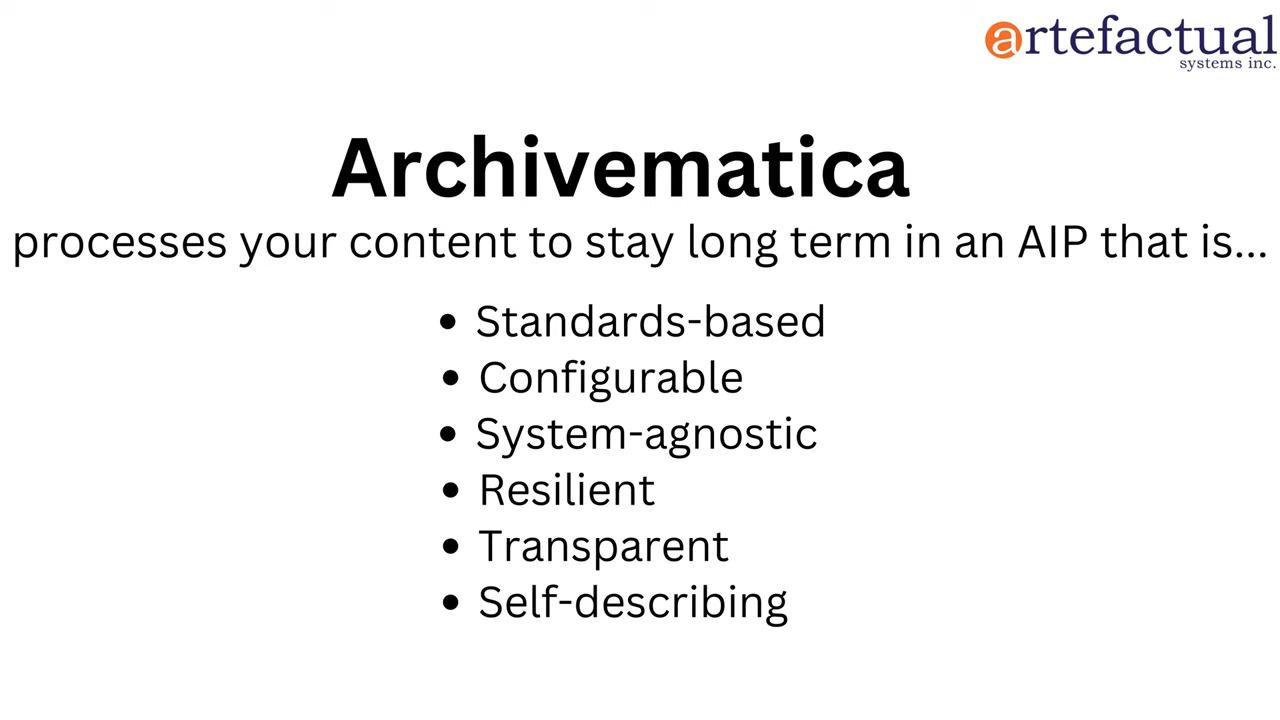 artefactual
systems inc.
Archivematica
processes your content to stay long term in an AIP that is...
• Standards-based
• Configurable
• System-agnostic
• Resilient
• Transparent
• Self-describing